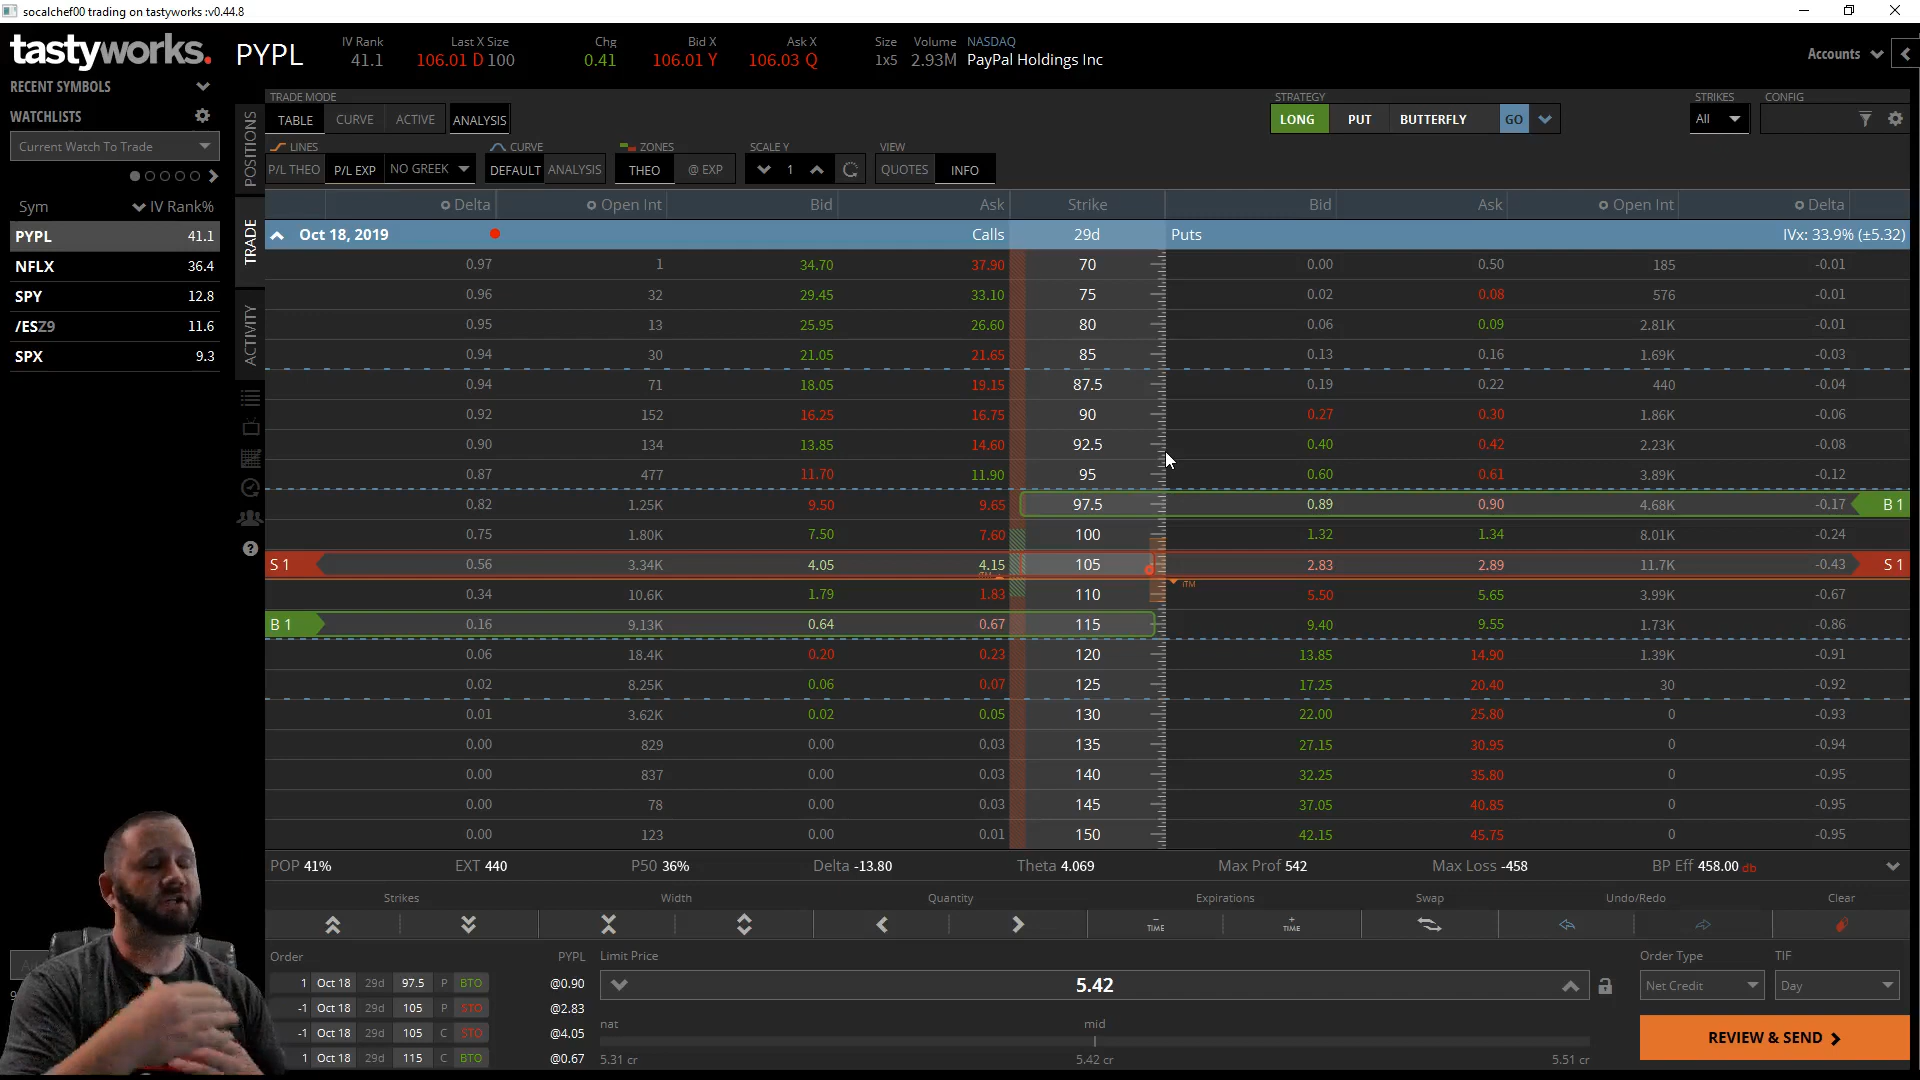 socalchef00 trading on tastyworks :v0.44.8
tastyworks. PYPL IV Rank 41.1 Last X Size 106.01 D 100 Chg 0.41 Bid X 106.01 Y Ask X 106.03 Q Size 1x5 Volume 2.93M NASDAQ PayPal Holdings Inc Accounts
RECENT SYMBOLS
WATCHLISTS
Current Watch To Trade
Sym IV Rank%
PYPL 41.1
NFLX 36.4
SPY 12.8
/ESZ9 11.6
SPX 9.3
POSITIONS
TRADE
ACTIVITY
TRADE MODE STRATEGY STRIKES CONFIG
TABLE CURVE ACTIVE ANALYSIS LONG PUT BUTTERFLY GO All
LINES CURVE ZONES SCALE Y VIEW
P/L THEO P/L EXP NO GREEK DEFAULT ANALYSIS THEO @ EXP 1 QUOTES INFO
Delta Open Int Bid Ask Strike Bid Ask Open Int Delta
Oct 18, 2019 Calls 29d Puts IVx: 33.9% (±5.32)
0.97 1 34.70 37.90 70 0.00 0.50 185 -0.01
0.96 32 29.45 33.10 75 0.02 0.08 576 -0.01
0.95 13 25.95 26.60 80 0.06 0.09 2.81K -0.01
0.94 30 21.05 21.65 85 0.13 0.16 1.69K -0.03
0.94 71 18.05 19.15 87.5 0.19 0.22 440 -0.04
0.92 152 16.25 16.75 90 0.27 0.30 1.86K -0.06
0.90 134 13.85 14.60 92.5 0.40 0.42 2.23K -0.08
0.87 477 11.70 11.90 95 0.60 0.61 3.89K -0.12
0.82 1.25K 9.50 9.65 97.5 0.89 0.90 4.68K -0.17 B 1
0.75 1.80K 7.50 7.60 100 1.32 1.34 8.01K -0.24
S 1 0.56 3.34K 4.05 4.15 105 2.83 2.89 11.7K -0.43 S 1
ITM ITM
0.34 10.6K 1.79 1.83 110 5.50 5.65 3.99K -0.67
B 1 0.16 9.13K 0.64 0.67 115 9.40 9.55 1.73K -0.86
0.06 18.4K 0.20 0.23 120 13.85 14.90 1.39K -0.91
0.02 8.25K 0.06 0.07 125 17.25 20.40 30 -0.92
0.01 3.62K 0.02 0.05 130 22.00 25.80 0 -0.93
0.00 829 0.00 0.03 135 27.15 30.95 0 -0.94
0.00 837 0.00 0.03 140 32.25 35.80 0 -0.95
0.00 78 0.00 0.03 145 37.05 40.85 0 -0.95
0.00 123 0.00 0.01 150 42.15 45.75 0 -0.95
POP 41% EXT 440 P50 36% Delta -13.80 Theta 4.069 Max Prof 542 Max Loss -458 BP Eff 458.00 db
Strikes Width Quantity Expirations Swap Undo/Redo Clear
TIME TIME
Order PYPL Limit Price Order Type TIF
1 Oct 18 29d 97.5 P BTO @0.90 5.42 Net Credit Day
-1 Oct 18 29d 105 P STO @2.83
nat mid
-1 Oct 18 29d 105 C STO @4.05 REVIEW & SEND
1 Oct 18 29d 115 C BTO @0.67 5.31 cr 5.42 cr 5.51 cr